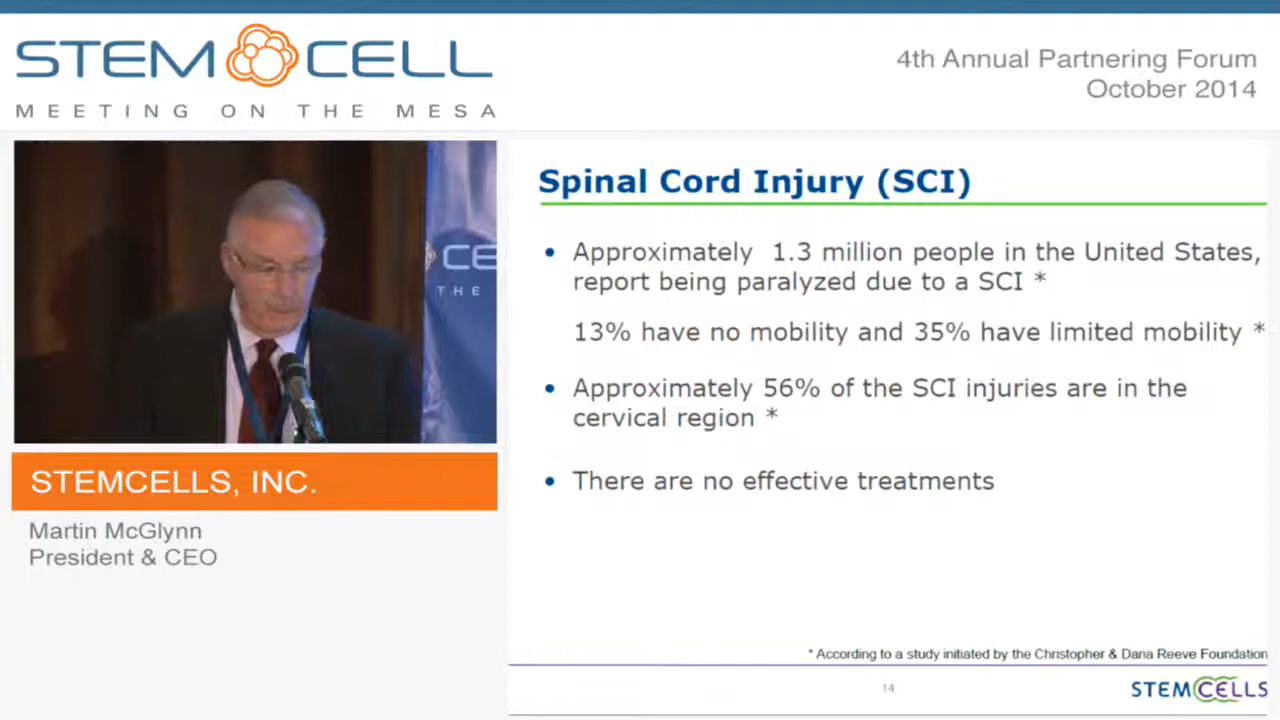 STEM CELL
MEETING ON THE MESA
4th Annual Partnering Forum
October 2014
CE
THE
STEMCELLS, INC.
Martin McGlynn
President & CEO
Spinal Cord Injury (SCI)
• Approximately 1.3 million people in the United States,
report being paralyzed due to a SCI *
13% have no mobility and 35% have limited mobility *
• Approximately 56% of the SCI injuries are in the
cervical region *
• There are no effective treatments
* According to a study initiated by the Christopher & Dana Reeve Foundation
14
STEMCELLS